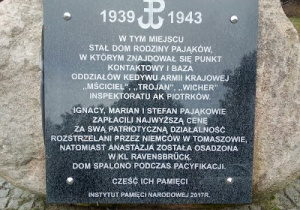 1939 1943
W TYM MIEJSCU
STAŁ DOM RODZINY PAJĄKÓW,
W KTÓRYM ZNAJDOWAŁ SIĘ PUNKT
KONTAKTOWY I BAZA
ODDZIAŁÓW KEDYWU ARMII KRAJOWEJ
„MŚCICIEL”, „TROJAN”, „WICHER”
INSPEKTORATU AK PIOTRKÓW.
IGNACY, MARIAN I STEFAN PAJĄKOWIE
ZAPŁACILI NAJWYŻSZĄ CENĘ
ZA SWĄ PATRIOTYCZNĄ DZIAŁALNOŚĆ
ROZSTRZELANI PRZEZ NIEMCÓW W TOMASZOWIE,
NATOMIAST ANASTAZJA ZOSTAŁA OSADZONA
W KL RAVENSBRÜCK.
DOM SPALONO PODCZAS PACYFIKACJI.
CZEŚĆ ICH PAMIĘCI
INSTYTUT PAMIĘCI NARODOWEJ 2017R.